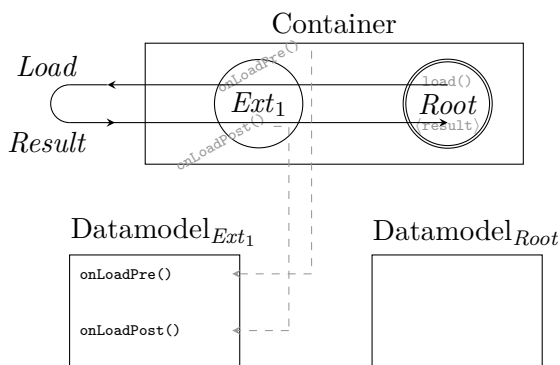 Container
onLoadPre()
Load
load()
Ext1
Root
(result)
Result
onLoadPost()
DatamodelExt1
DatamodelRoot
onLoadPre()
onLoadPost()